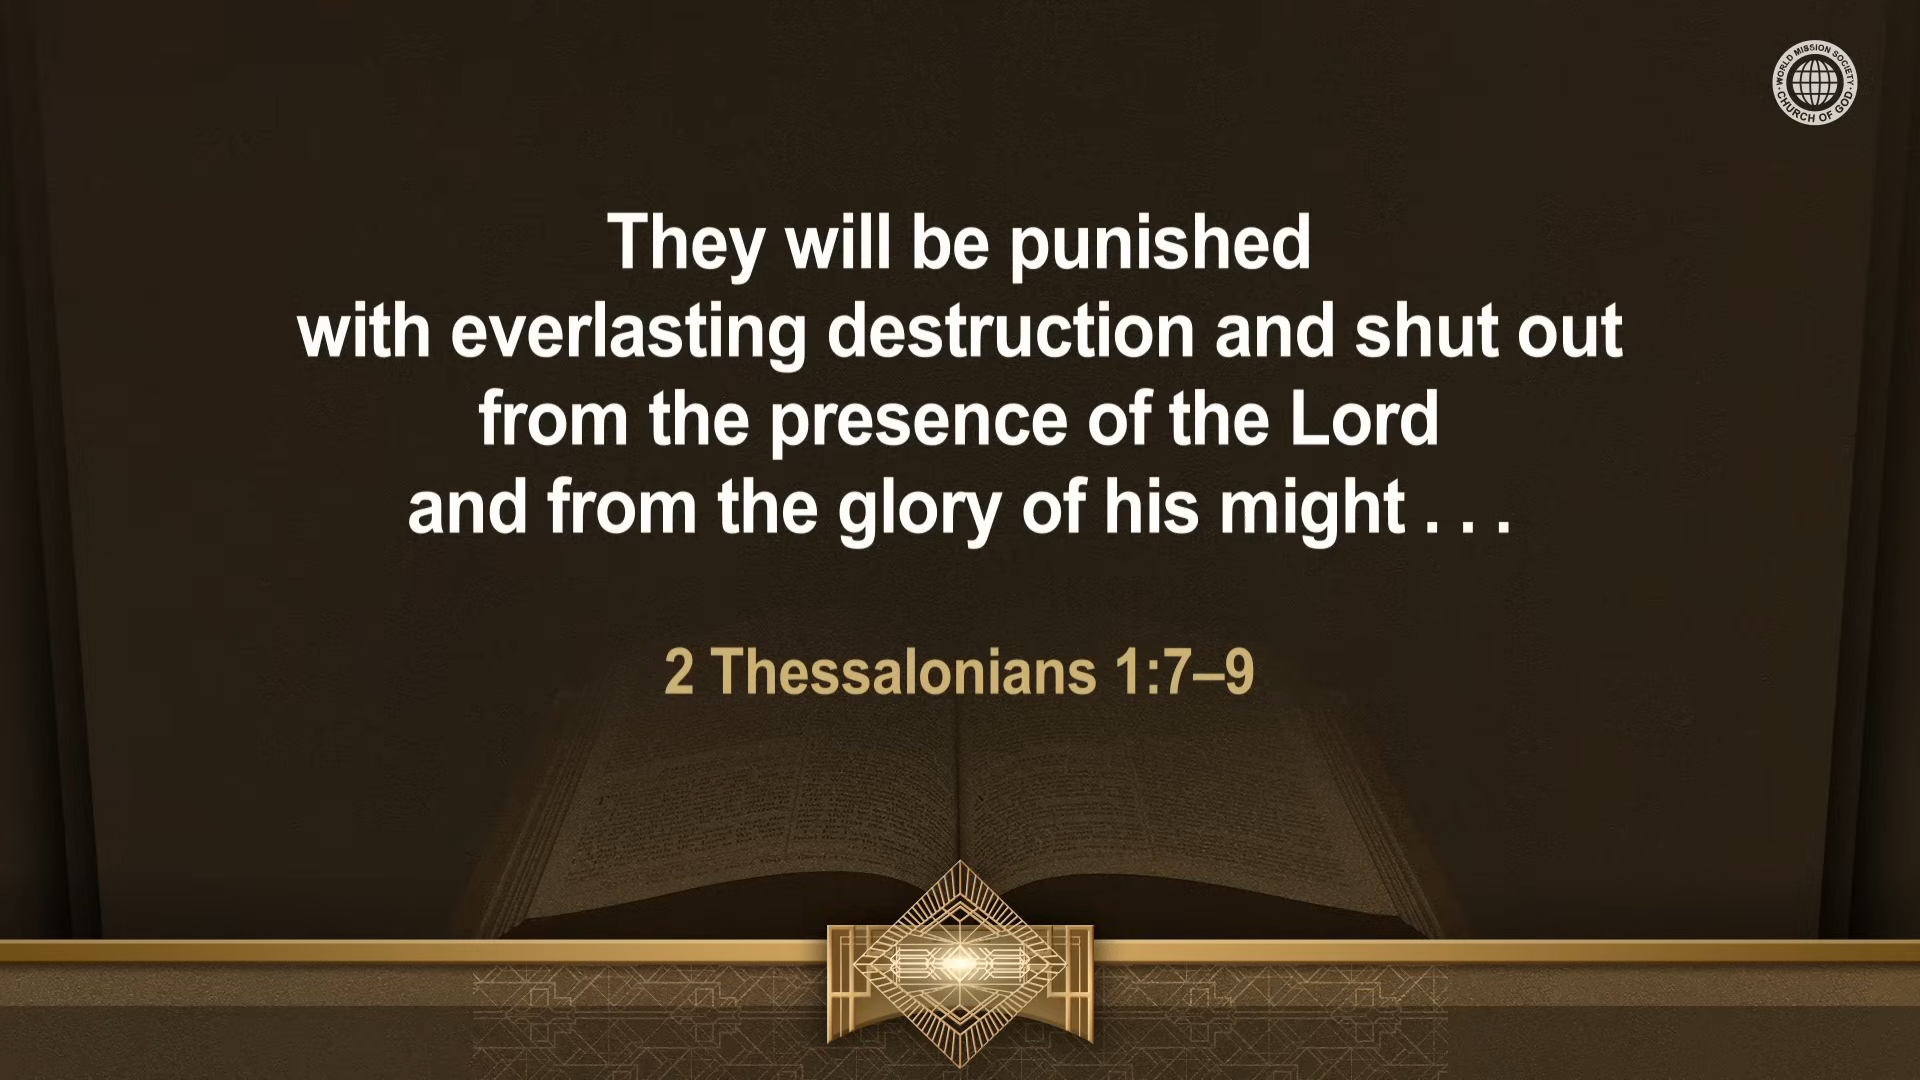 WORLD MISSION SOCIETY
CHURCH OF GOD
They will be punished
with everlasting destruction and shut out
from the presence of the Lord
and from the glory of his might . . .
2 Thessalonians 1:7–9